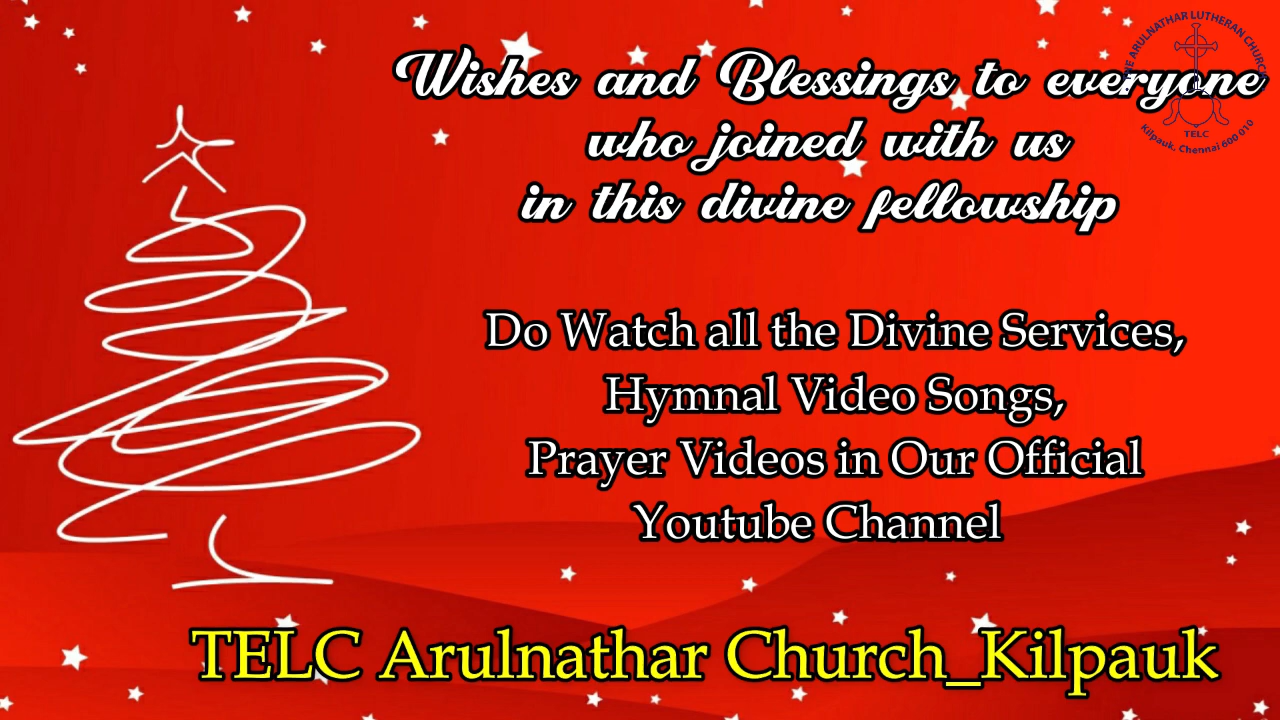 Wishes and Blessings to everyone
who joined with us
in this divine fellowship
THE ARULNATHAR LUTHERAN CHURCH
TELC
Kilpauk, Chennai 600 010
Do Watch all the Divine Services,
Hymnal Video Songs,
Prayer Videos in Our Official
Youtube Channel
TELC Arulnathar Church_Kilpauk